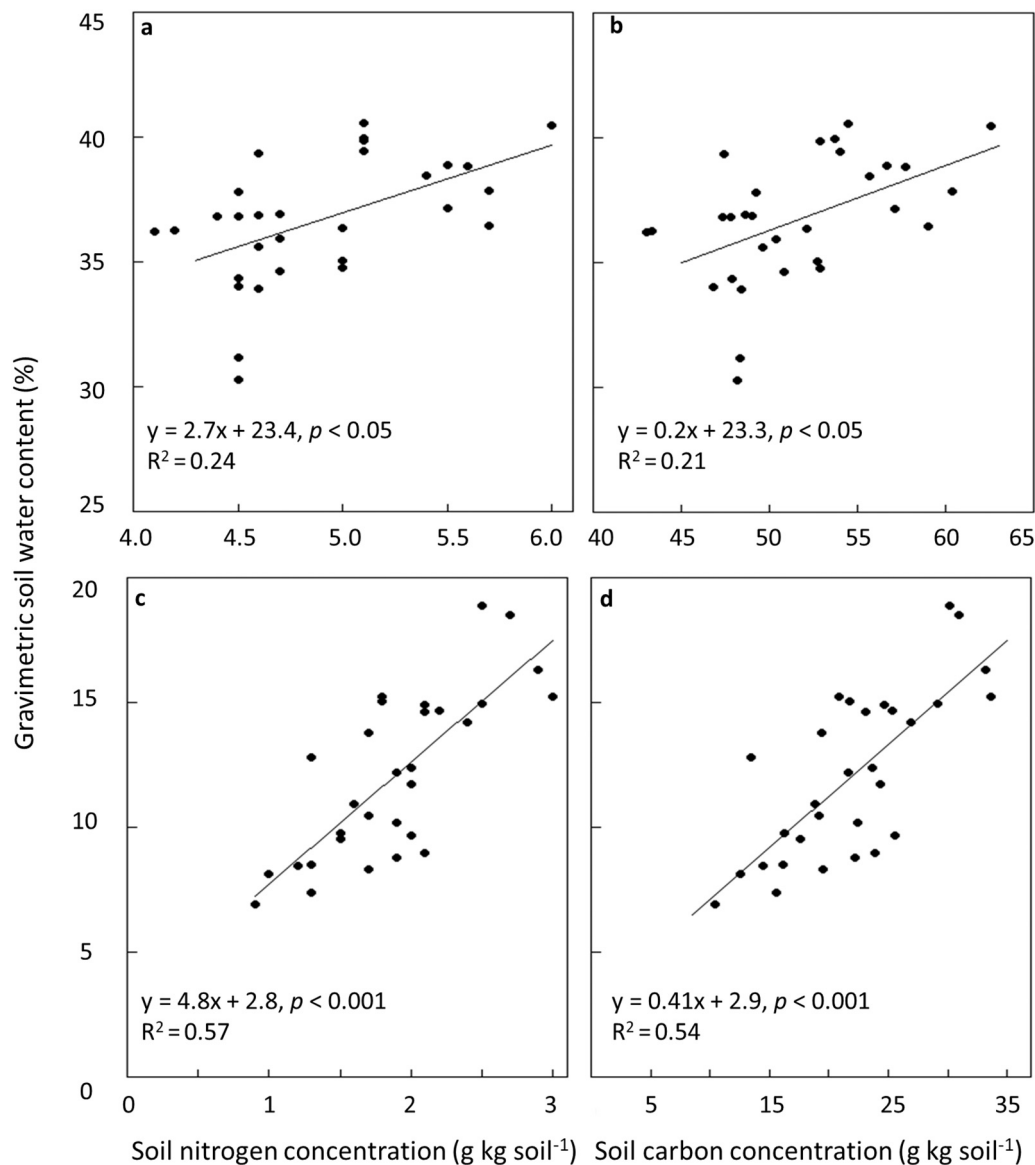 45
a
b
40
35
30
y = 2.7x + 23.4, p < 0.05
R² = 0.24
y = 0.2x + 23.3, p < 0.05
R² = 0.21
25
4.0 4.5 5.0 5.5 6.0
40 45 50 55 60 65
Gravimetric soil water content (%)
20
c
d
15
10
5
y = 4.8x + 2.8, p < 0.001
R² = 0.57
y = 0.41x + 2.9, p < 0.001
R² = 0.54
0
0 1 2 3
5 15 25 35
Soil nitrogen concentration (g kg soil⁻¹)
Soil carbon concentration (g kg soil⁻¹)